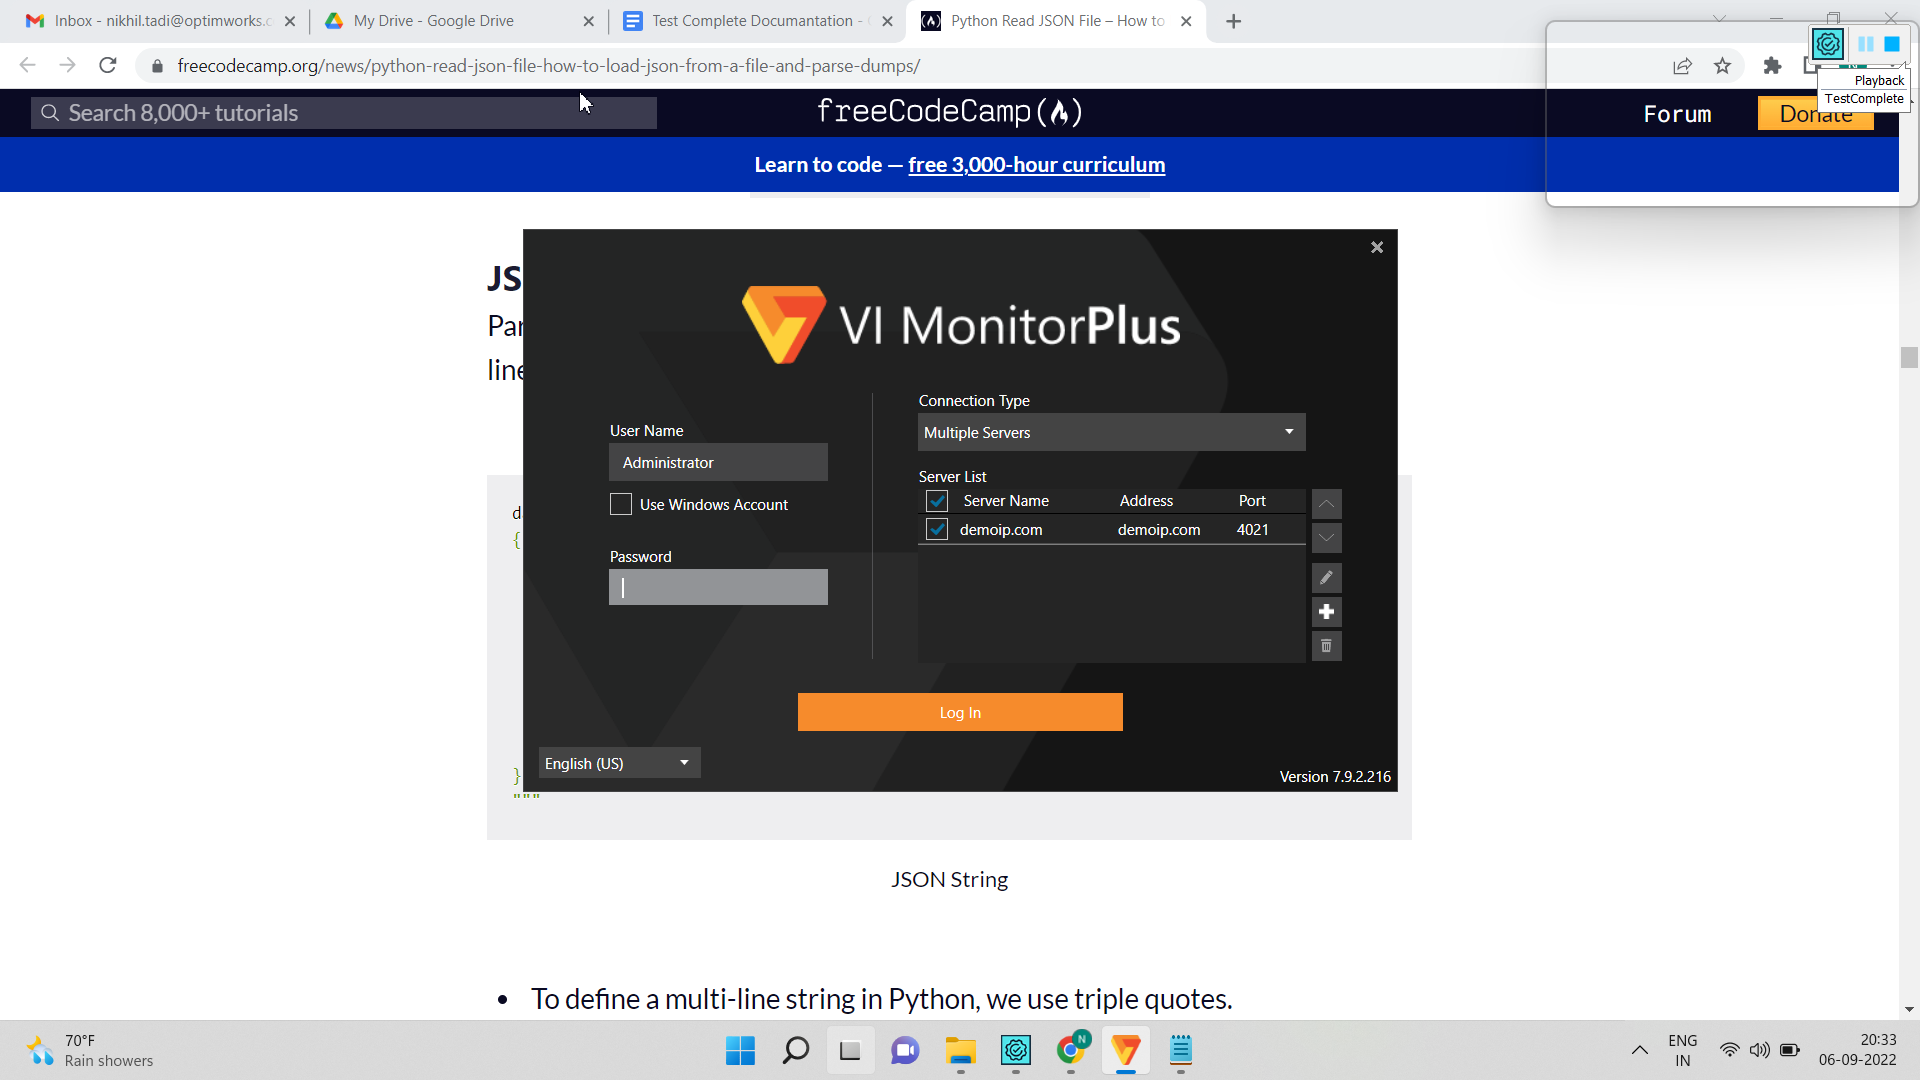 Inbox - nikhil.tadi@optimworks.c
My Drive - Google Drive
Test Complete Documantation -
Python Read JSON File – How to
freecodecamp.org/news/python-read-json-file-how-to-load-json-from-a-file-and-parse-dumps/
Playback
TestComplete
Search 8,000+ tutorials
freeCodeCamp
Forum
Donate
Learn to code — free 3,000-hour curriculum
JS
Par
line
VI MonitorPlus
User Name
Administrator
Use Windows Account
Password
Connection Type
Multiple Servers
Server List
Server Name Address Port
demoip.com demoip.com 4021
Log In
English (US)
Version 7.9.2.216
d
{
}
"""
JSON String
• To define a multi-line string in Python, we use triple quotes.
70°F
Rain showers
N
ENG
IN
20:33
06-09-2022